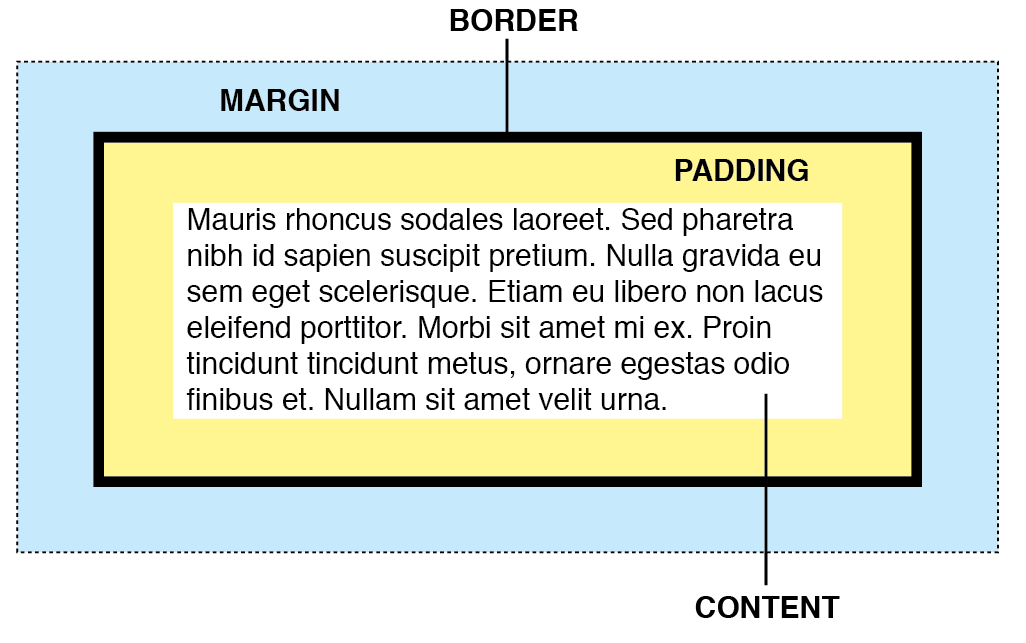 BORDER
MARGIN
PADDING
Mauris rhoncus sodales laoreet. Sed pharetra
nibh id sapien suscipit pretium. Nulla gravida eu
sem eget scelerisque. Etiam eu libero non lacus
eleifend porttitor. Morbi sit amet mi ex. Proin
tincidunt tincidunt metus, ornare egestas odio
finibus et. Nullam sit amet velit urna.
CONTENT